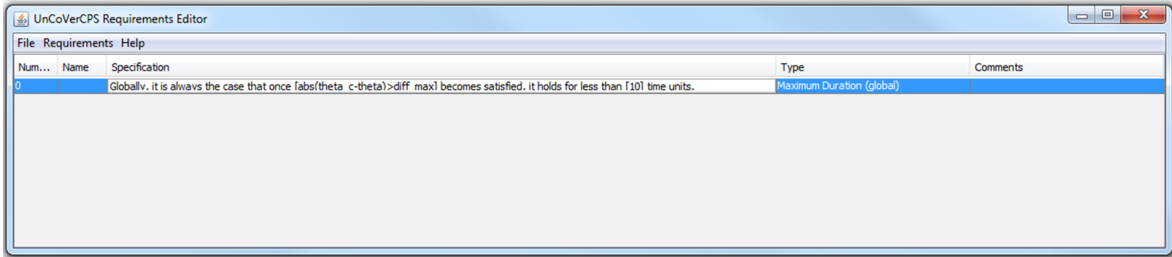 UnCoVerCPS Requirements Editor
File Requirements Help
Num... Name Specification Type Comments
0 Globally, it is always the case that once [abs(theta_c-theta)>diff_max] becomes satisfied, it holds for less than [10] time units. Maximum Duration (global)